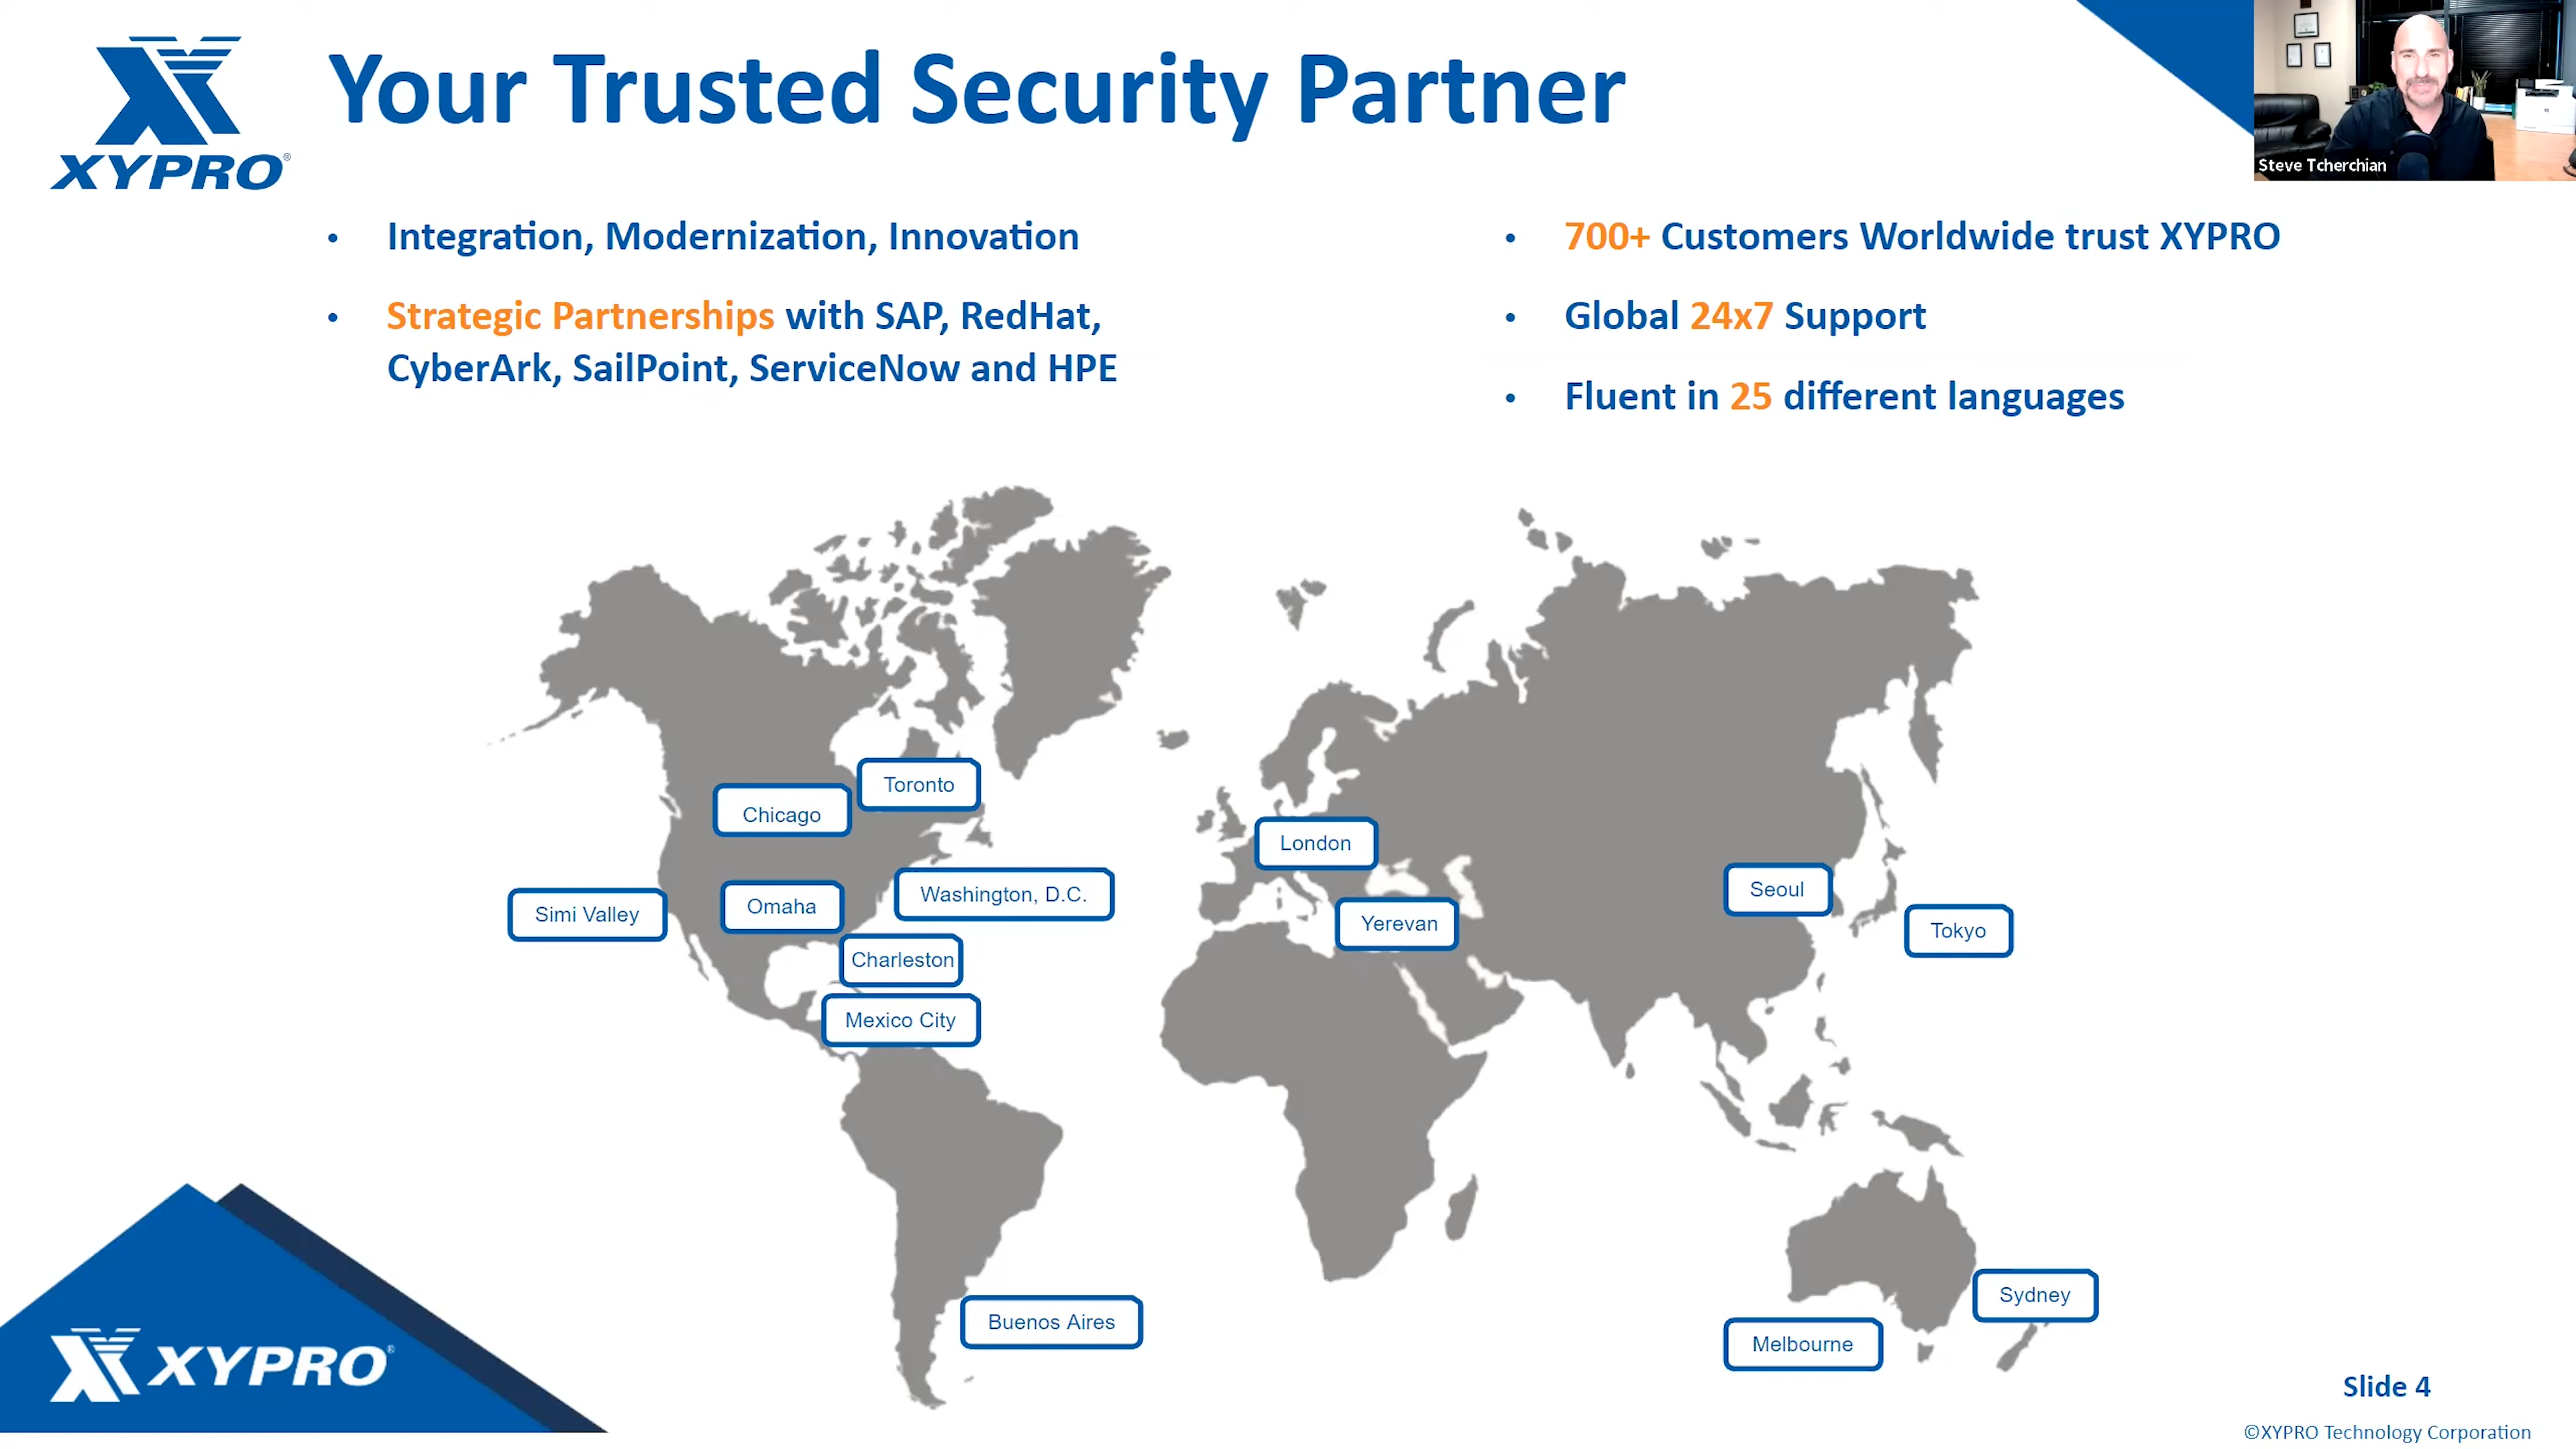 XYPRO®
Your Trusted Security Partner
Steve Tcherchian
• Integration, Modernization, Innovation
• Strategic Partnerships with SAP, RedHat,
CyberArk, SailPoint, ServiceNow and HPE
• 700+ Customers Worldwide trust XYPRO
• Global 24x7 Support
• Fluent in 25 different languages
Toronto
Chicago
London
Seoul
Washington, D.C.
Omaha
Simi Valley
Yerevan
Tokyo
Charleston
Mexico City
Sydney
Buenos Aires
Melbourne
XYPRO®
Slide 4
©XYPRO Technology Corporation